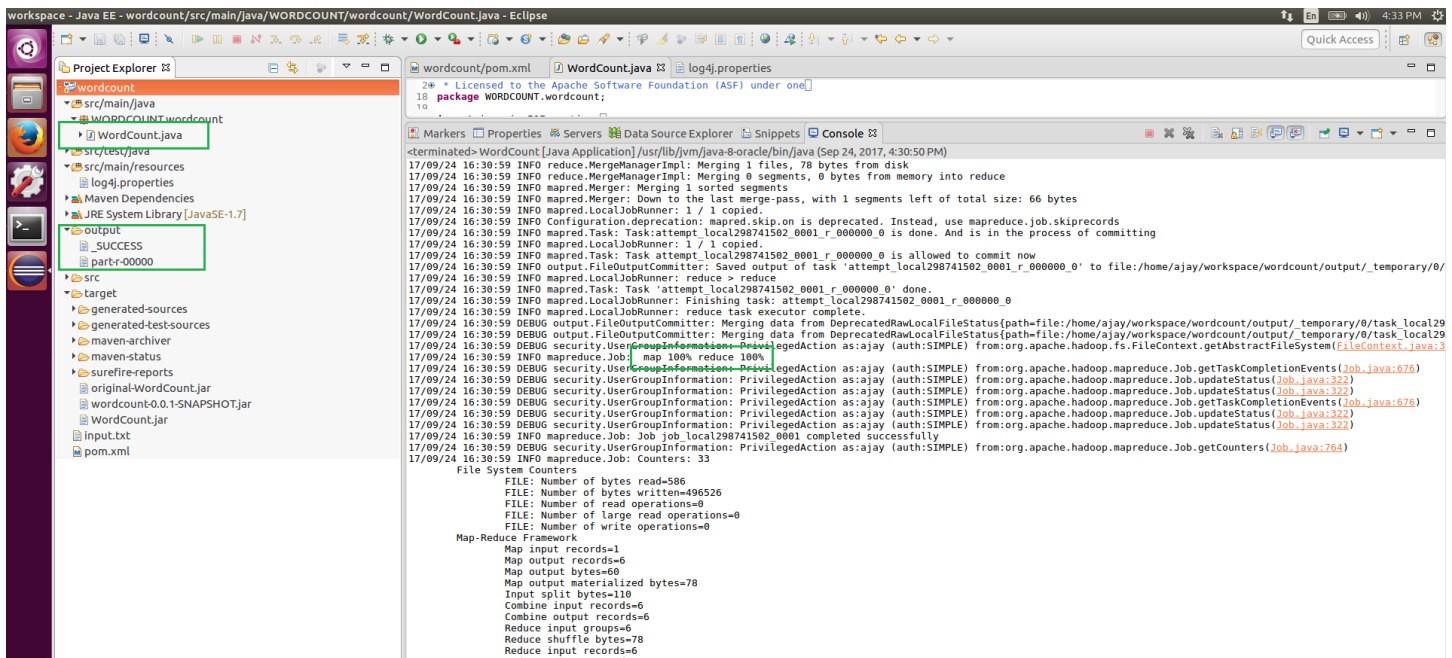 workspace - Java EE - wordcount/src/main/java/WORDCOUNT/wordcount/WordCount.java - Eclipse
En
4:33 PM
Quick Access
Project Explorer
wordcount
src/main/java
WORDCOUNT.wordcount
WordCount.java
src/test/java
src/main/resources
log4j.properties
Maven Dependencies
JRE System Library [JavaSE-1.7]
output
_SUCCESS
part-r-00000
src
target
generated-sources
generated-test-sources
maven-archiver
maven-status
surefire-reports
original-WordCount.jar
wordcount-0.0.1-SNAPSHOT.jar
WordCount.jar
input.txt
pom.xml
wordcount/pom.xml WordCount.java log4j.properties
2 * Licensed to the Apache Software Foundation (ASF) under one
18 package WORDCOUNT.wordcount;
19
Markers Properties Servers Data Source Explorer Snippets Console
<terminated> WordCount [Java Application] /usr/lib/jvm/java-8-oracle/bin/java (Sep 24, 2017, 4:30:50 PM)
17/09/24 16:30:59 INFO reduce.MergeManagerImpl: Merging 1 files, 78 bytes from disk
17/09/24 16:30:59 INFO reduce.MergeManagerImpl: Merging 0 segments, 0 bytes from memory into reduce
17/09/24 16:30:59 INFO mapred.Merger: Merging 1 sorted segments
17/09/24 16:30:59 INFO mapred.Merger: Down to the last merge-pass, with 1 segments left of total size: 66 bytes
17/09/24 16:30:59 INFO mapred.LocalJobRunner: 1 / 1 copied.
17/09/24 16:30:59 INFO Configuration.deprecation: mapred.skip.on is deprecated. Instead, use mapreduce.job.skiprecords
17/09/24 16:30:59 INFO mapred.Task: Task:attempt_local298741502_0001_r_000000_0 is done. And is in the process of committing
17/09/24 16:30:59 INFO mapred.LocalJobRunner: 1 / 1 copied.
17/09/24 16:30:59 INFO mapred.Task: Task attempt_local298741502_0001_r_000000_0 is allowed to commit now
17/09/24 16:30:59 INFO output.FileOutputCommitter: Saved output of task 'attempt_local298741502_0001_r_000000_0' to file:/home/ajay/workspace/wordcount/output/_temporary/0/
17/09/24 16:30:59 INFO mapred.LocalJobRunner: reduce > reduce
17/09/24 16:30:59 INFO mapred.Task: Task 'attempt_local298741502_0001_r_000000_0' done.
17/09/24 16:30:59 INFO mapred.LocalJobRunner: Finishing task: attempt_local298741502_0001_r_000000_0
17/09/24 16:30:59 INFO mapred.LocalJobRunner: reduce task executor complete.
17/09/24 16:30:59 DEBUG output.FileOutputCommitter: Merging data from DeprecatedRawLocalFileStatus{path=file:/home/ajay/workspace/wordcount/output/_temporary/0/task_local29
17/09/24 16:30:59 DEBUG output.FileOutputCommitter: Merging data from DeprecatedRawLocalFileStatus{path=file:/home/ajay/workspace/wordcount/output/_temporary/0/task_local29
17/09/24 16:30:59 DEBUG security.UserGroupInformation: PrivilegedAction as:ajay (auth:SIMPLE) from:org.apache.hadoop.fs.FileContext.getAbstractFileSystem(FileContext.java:3
17/09/24 16:30:59 INFO mapreduce.Job: map 100% reduce 100%
17/09/24 16:30:59 DEBUG security.UserGroupInformation: PrivilegedAction as:ajay (auth:SIMPLE) from:org.apache.hadoop.mapreduce.Job.getTaskCompletionEvents(Job.java:676)
17/09/24 16:30:59 DEBUG security.UserGroupInformation: PrivilegedAction as:ajay (auth:SIMPLE) from:org.apache.hadoop.mapreduce.Job.updateStatus(Job.java:322)
17/09/24 16:30:59 DEBUG security.UserGroupInformation: PrivilegedAction as:ajay (auth:SIMPLE) from:org.apache.hadoop.mapreduce.Job.updateStatus(Job.java:322)
17/09/24 16:30:59 DEBUG security.UserGroupInformation: PrivilegedAction as:ajay (auth:SIMPLE) from:org.apache.hadoop.mapreduce.Job.getTaskCompletionEvents(Job.java:676)
17/09/24 16:30:59 DEBUG security.UserGroupInformation: PrivilegedAction as:ajay (auth:SIMPLE) from:org.apache.hadoop.mapreduce.Job.updateStatus(Job.java:322)
17/09/24 16:30:59 DEBUG security.UserGroupInformation: PrivilegedAction as:ajay (auth:SIMPLE) from:org.apache.hadoop.mapreduce.Job.updateStatus(Job.java:322)
17/09/24 16:30:59 INFO mapreduce.Job: Job job_local298741502_0001 completed successfully
17/09/24 16:30:59 DEBUG security.UserGroupInformation: PrivilegedAction as:ajay (auth:SIMPLE) from:org.apache.hadoop.mapreduce.Job.getCounters(Job.java:764)
17/09/24 16:30:59 INFO mapreduce.Job: Counters: 33
File System Counters
FILE: Number of bytes read=586
FILE: Number of bytes written=496526
FILE: Number of read operations=0
FILE: Number of large read operations=0
FILE: Number of write operations=0
Map-Reduce Framework
Map input records=1
Map output records=6
Map output bytes=60
Map output materialized bytes=78
Input split bytes=110
Combine input records=6
Combine output records=6
Reduce input groups=6
Reduce shuffle bytes=78
Reduce input records=6